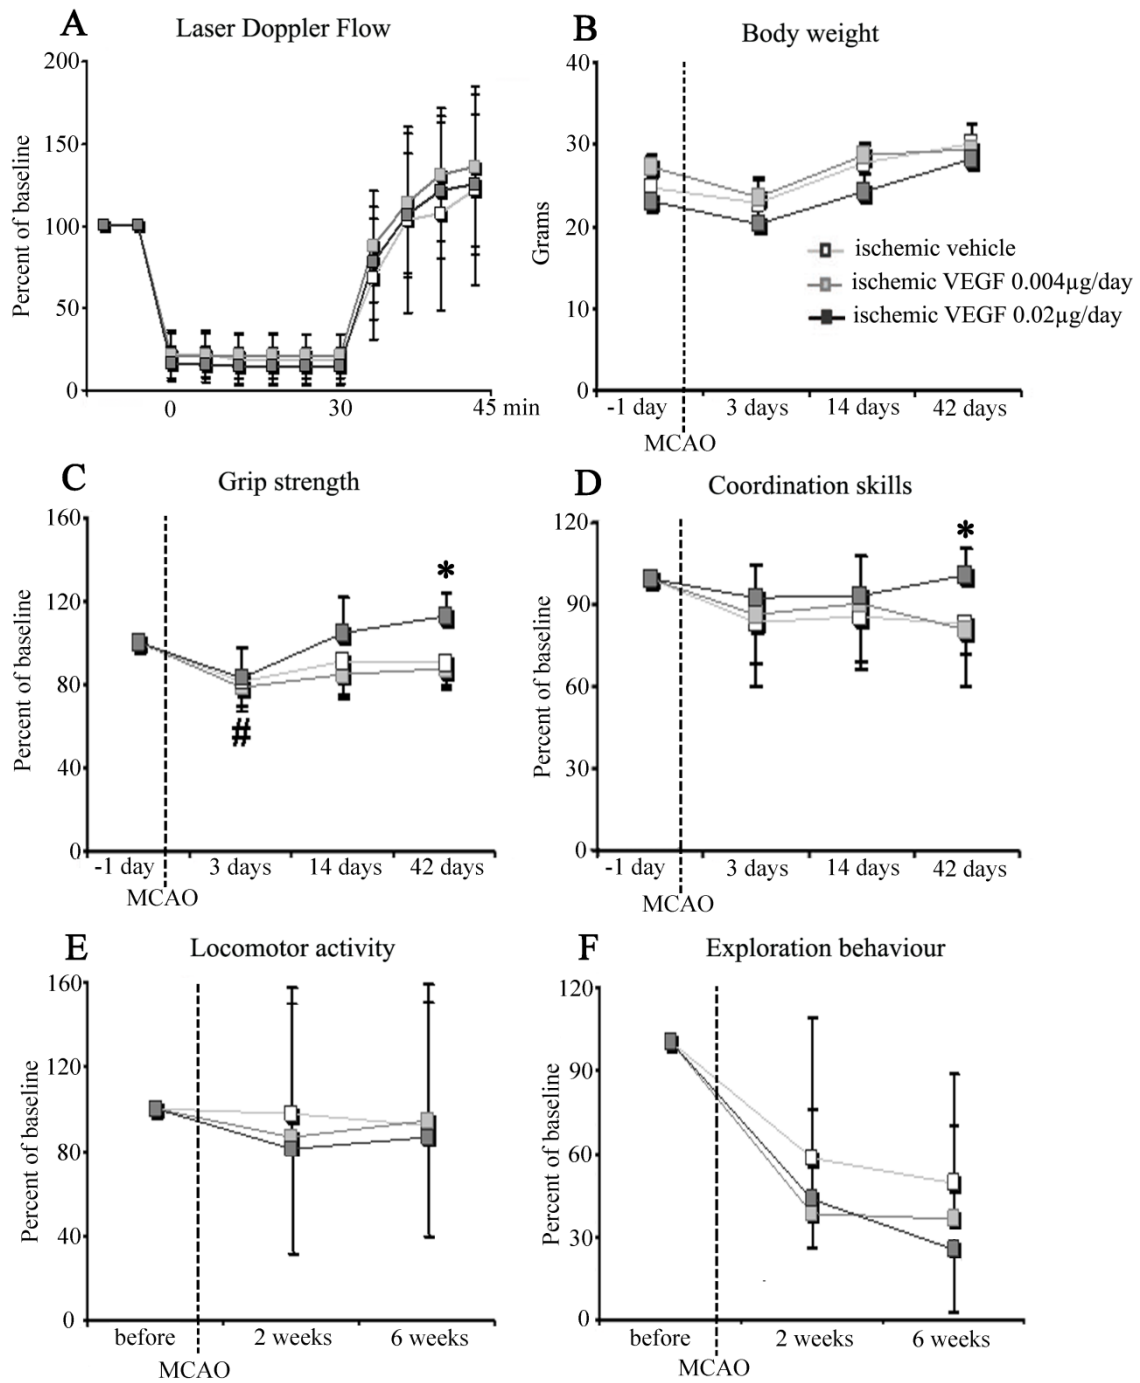 A
Laser Doppler Flow
Percent of baseline
200
150
100
50
0
0
30
45 min
B
Body weight
Grams
40
30
20
10
0
ischemic vehicle
ischemic VEGF 0.004µg/day
ischemic VEGF 0.02µg/day
-1 day
3 days
14 days
42 days
MCAO
C
Grip strength
Percent of baseline
160
120
80
40
0
*
#
-1 day
3 days
14 days
42 days
MCAO
D
Coordination skills
Percent of baseline
120
90
60
30
0
*
-1 day
3 days
14 days
42 days
MCAO
E
Locomotor activity
Percent of baseline
160
120
80
40
0
before
2 weeks
6 weeks
MCAO
F
Exploration behaviour
Percent of baseline
120
90
60
30
0
before
2 weeks
6 weeks
MCAO